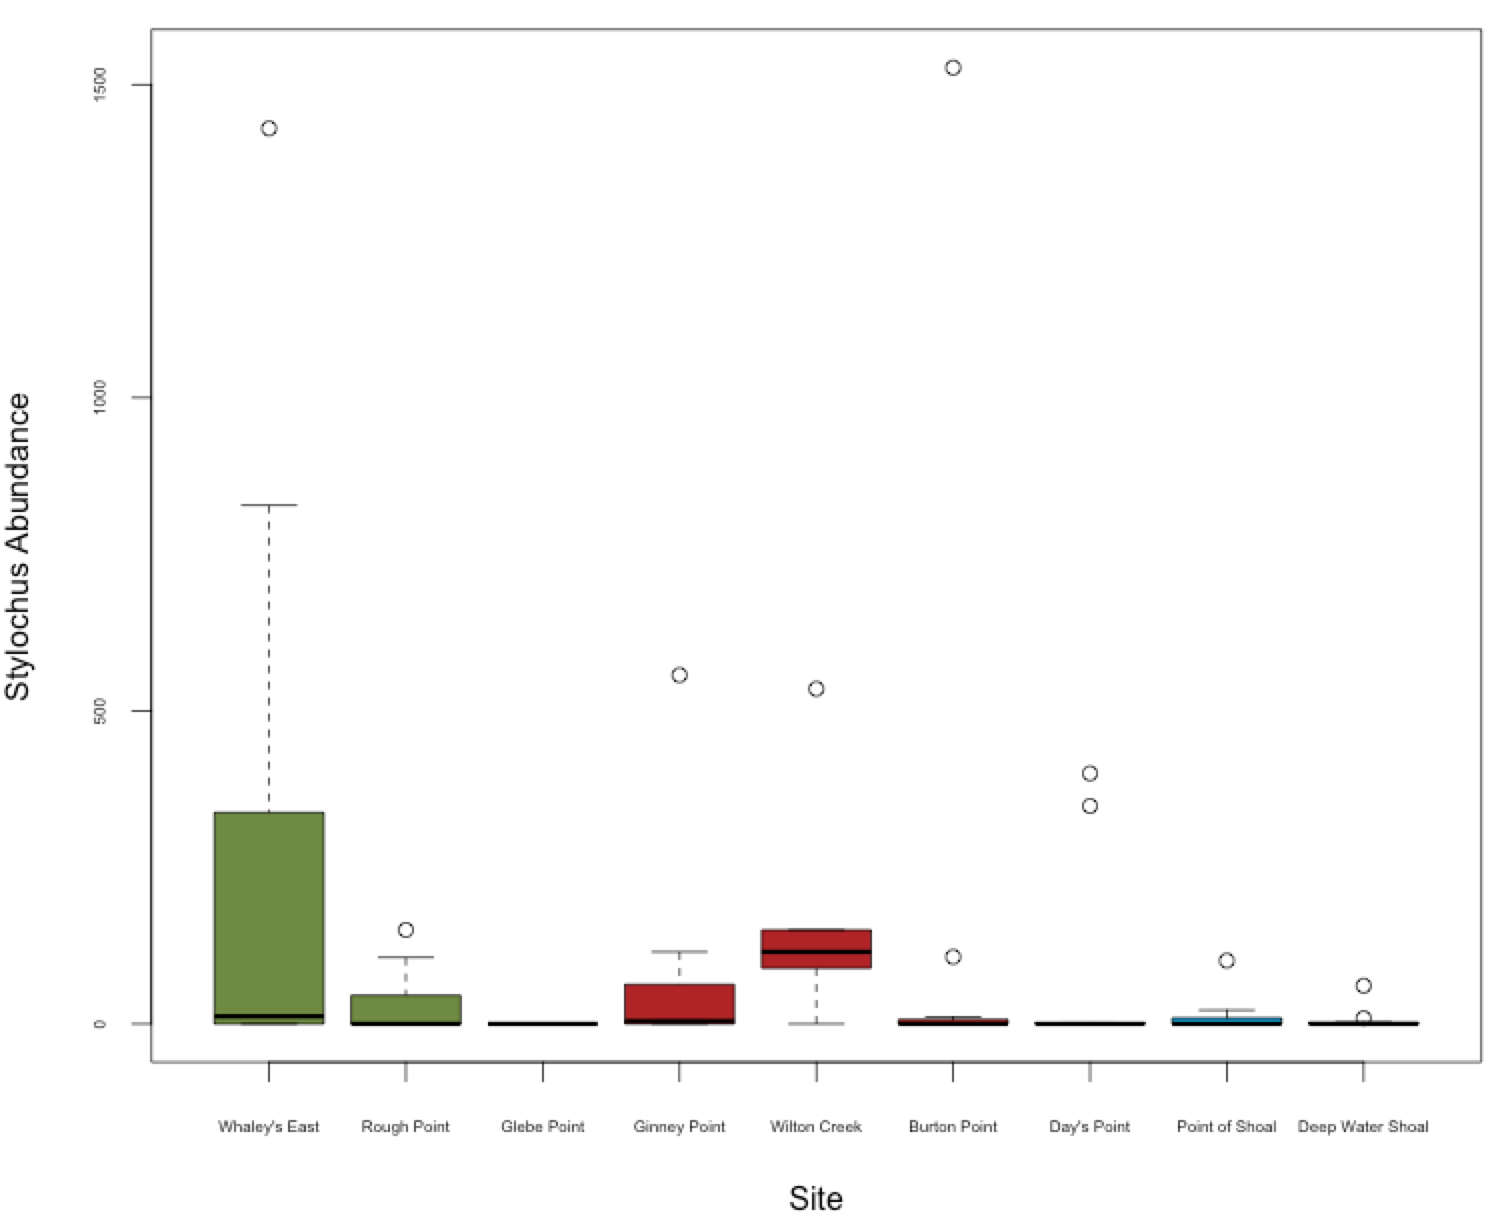 Stylochus Abundance
1500
1000
500
0
Whaley's East Rough Point Glebe Point Ginney Point Wilton Creek Burton Point Day's Point Point of Shoal Deep Water Shoal
Site